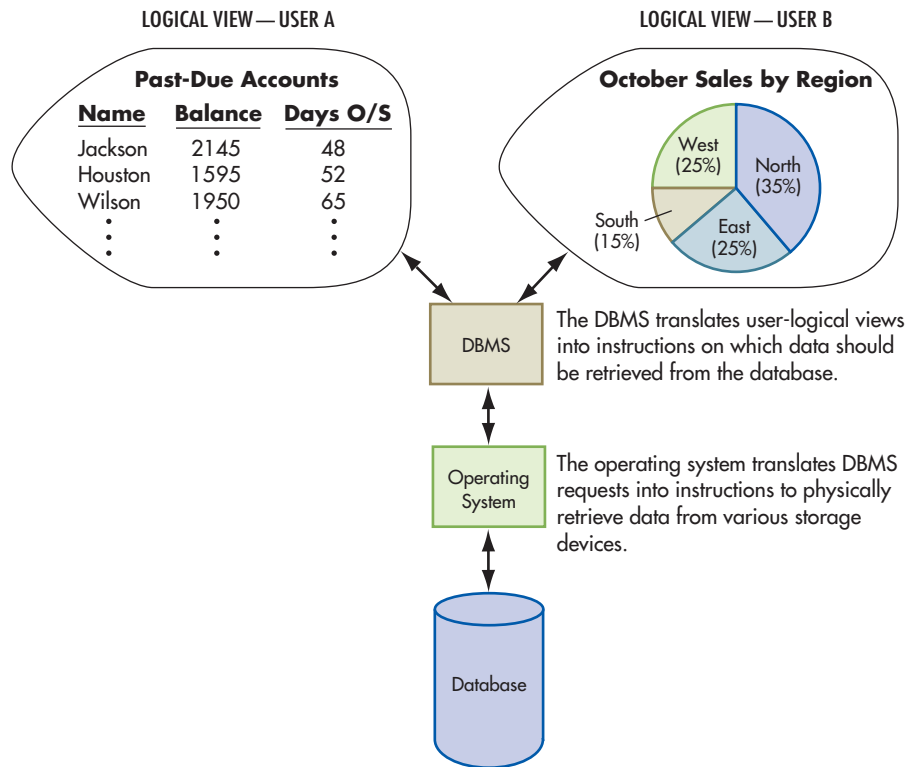 LOGICAL VIEW—USER A
Past-Due Accounts
Name Balance Days O/S
Jackson 2145 48
Houston 1595 52
Wilson 1950 65
LOGICAL VIEW—USER B
October Sales by Region
West
(25%)
North
(35%)
South
(15%)
East
(25%)
DBMS
The DBMS translates user-logical views
into instructions on which data should
be retrieved from the database.
Operating
System
The operating system translates DBMS
requests into instructions to physically
retrieve data from various storage
devices.
Database